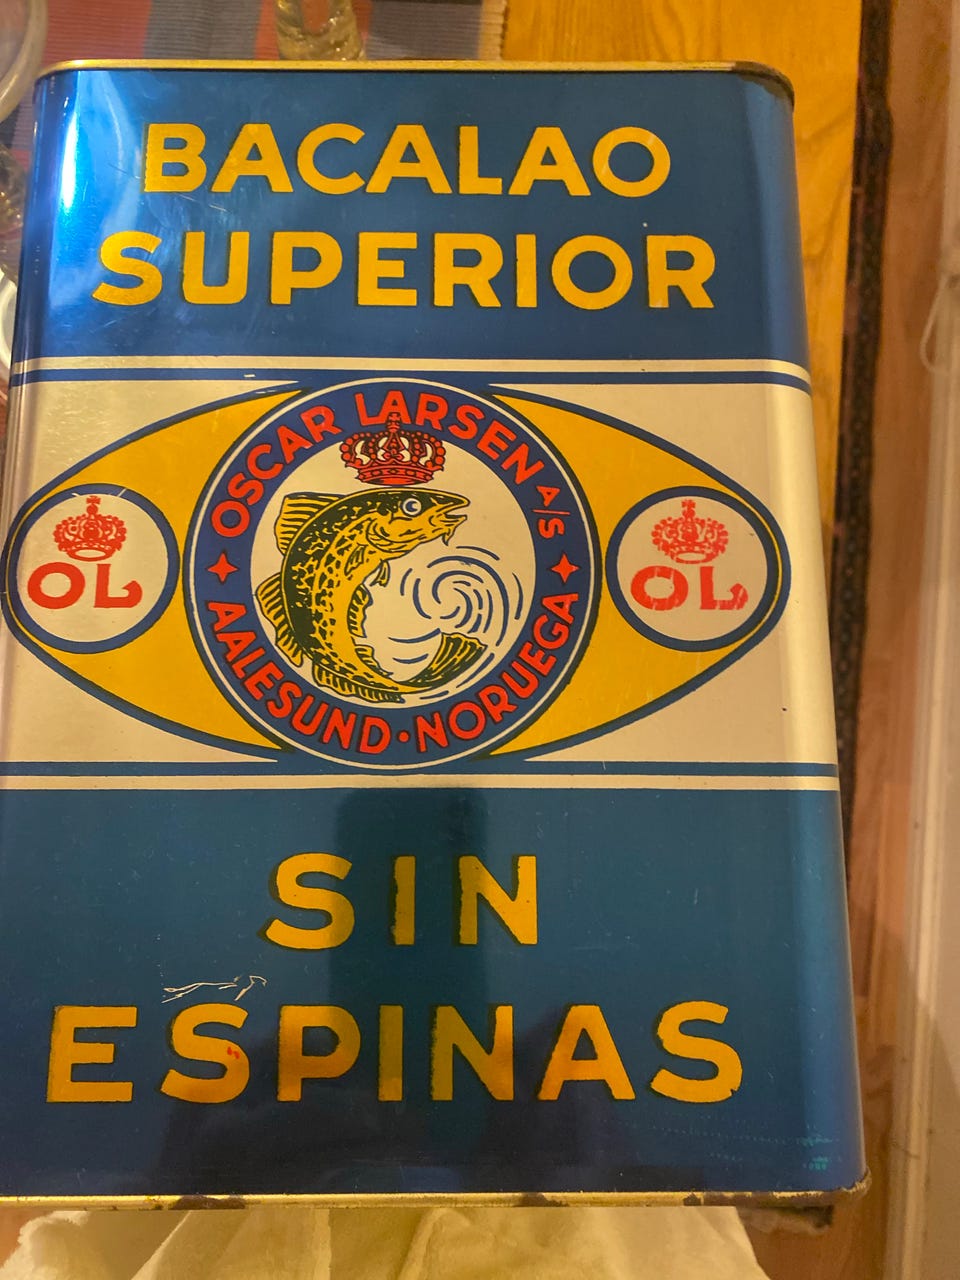 BACALAO
SUPERIOR
OSCAR LARSEN A/S
OL
OL
AALESUND · NORUEGA
SIN
ESPINAS